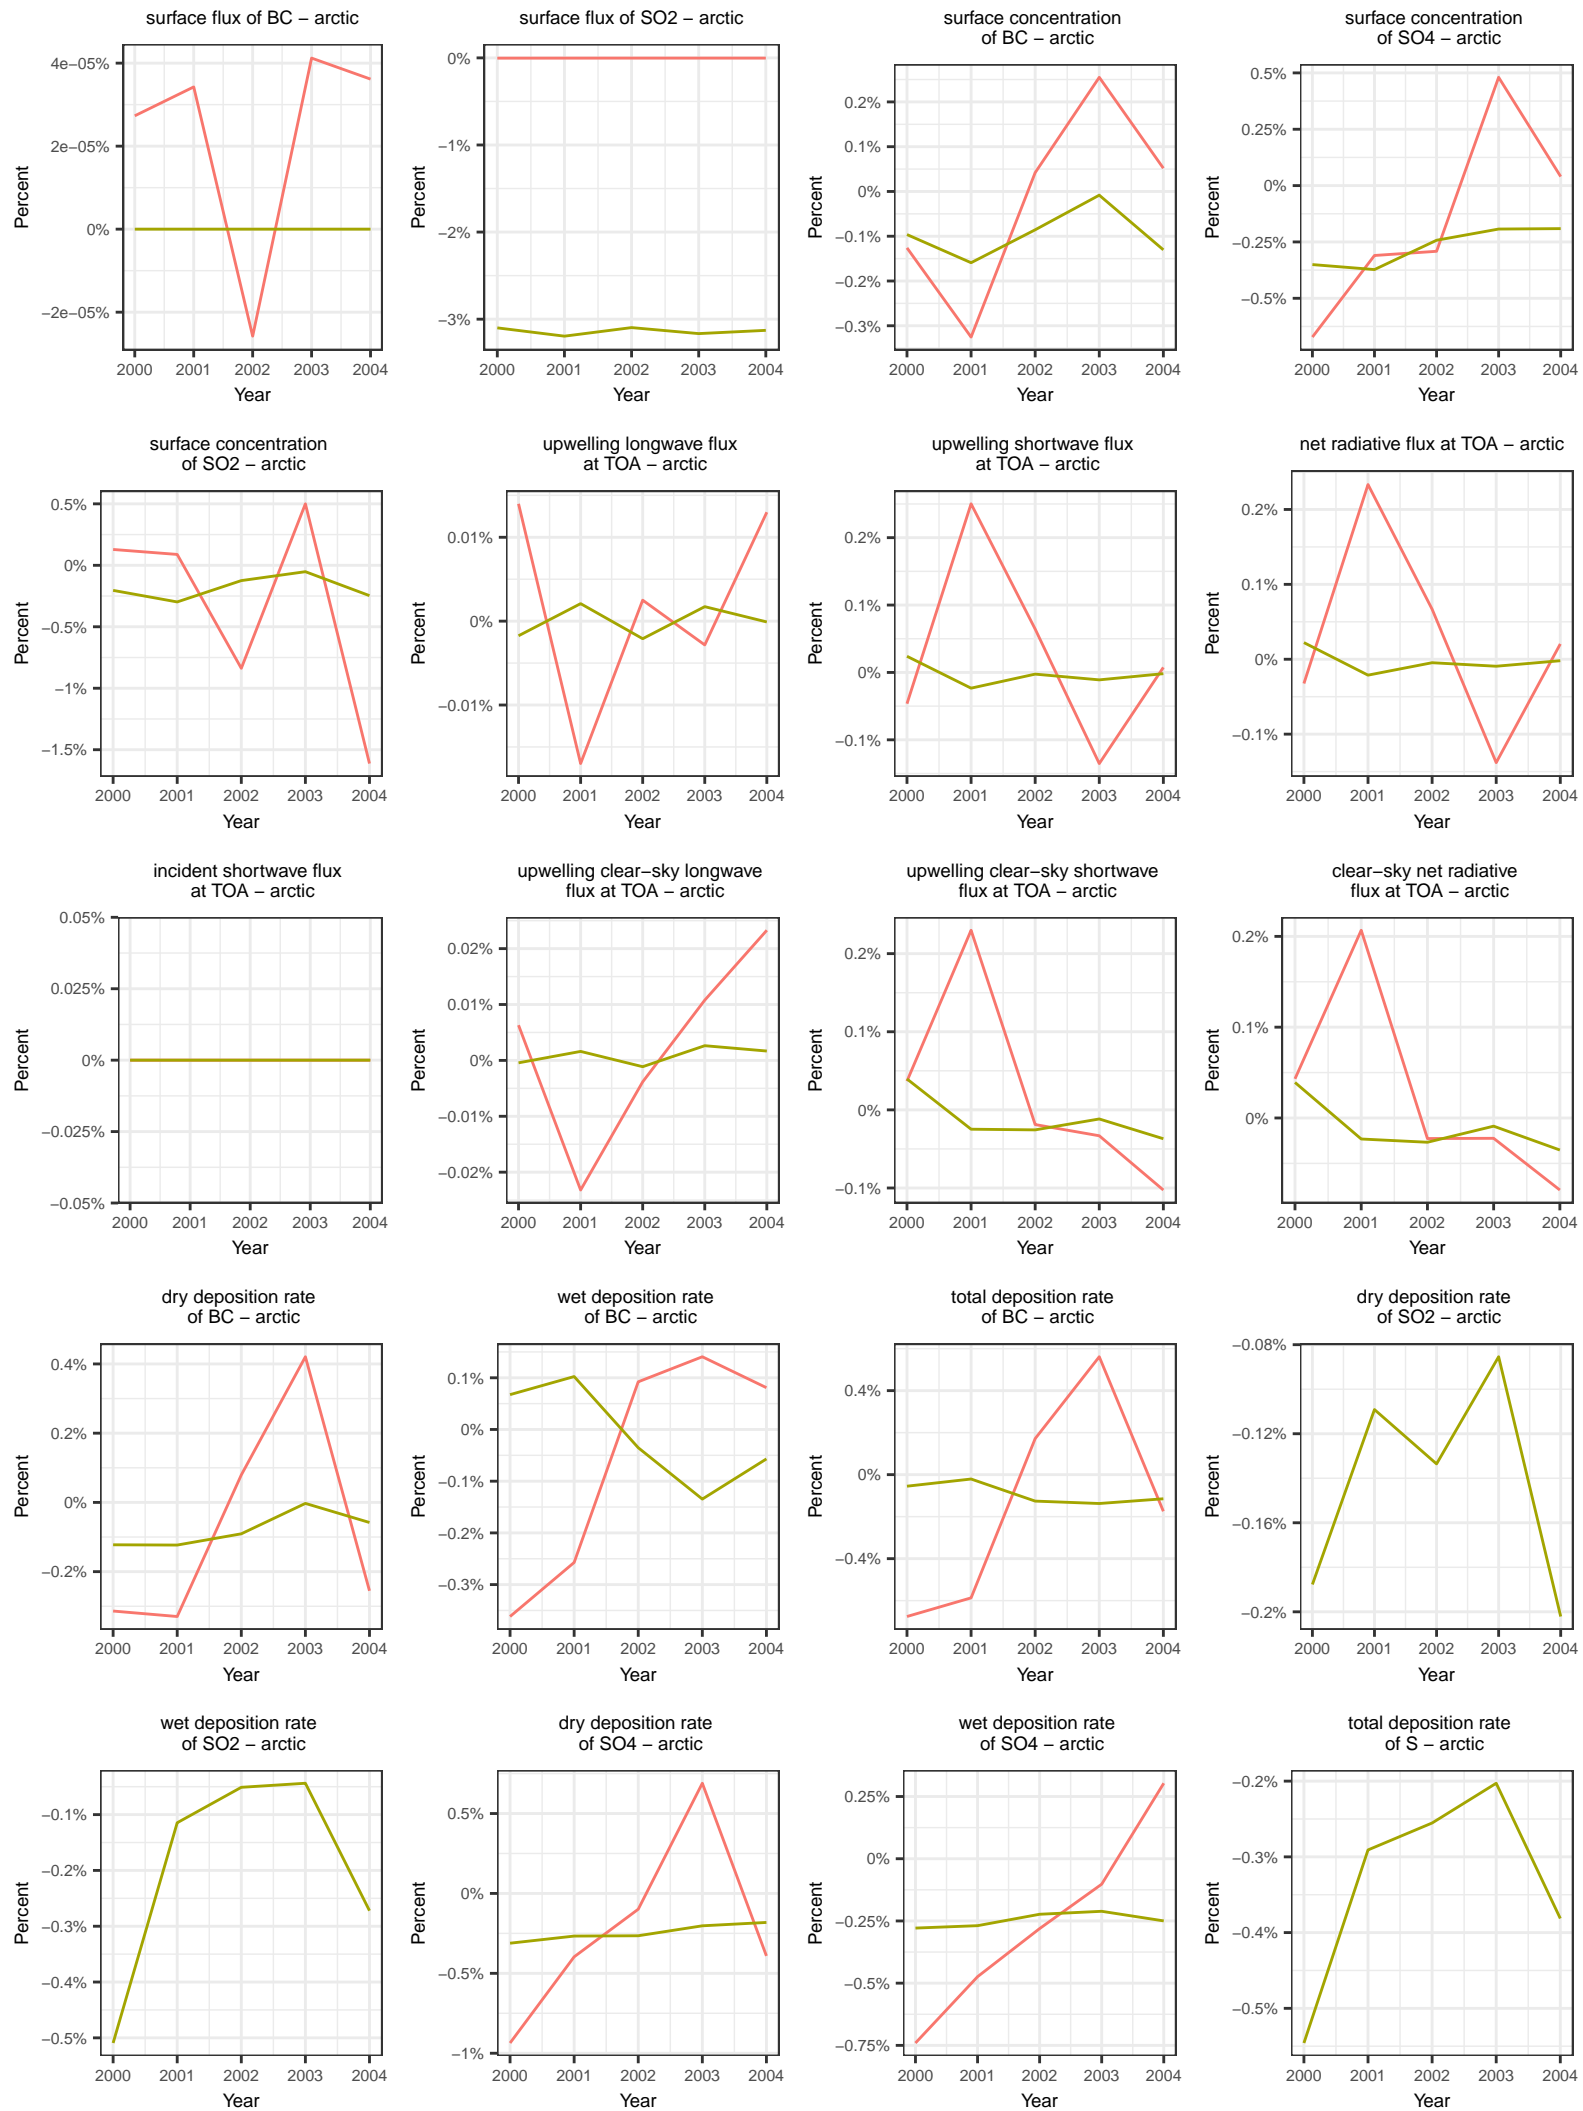 surface flux of BC − arctic
4e−05%
2e−05%
0%
−2e−05%
Percent
2000 2001 2002 2003 2004
Year
surface flux of SO2 − arctic
0%
−1%
−2%
−3%
Percent
2000 2001 2002 2003 2004
Year
surface concentration
of BC − arctic
0.2%
0.1%
0%
−0.1%
−0.2%
−0.3%
Percent
2000 2001 2002 2003 2004
Year
surface concentration
of SO4 − arctic
0.5%
0.25%
0%
−0.25%
−0.5%
Percent
2000 2001 2002 2003 2004
Year
surface concentration
of SO2 − arctic
0.5%
0%
−0.5%
−1%
−1.5%
Percent
2000 2001 2002 2003 2004
Year
upwelling longwave flux
at TOA − arctic
0.01%
0%
−0.01%
Percent
2000 2001 2002 2003 2004
Year
upwelling shortwave flux
at TOA − arctic
0.2%
0.1%
0%
−0.1%
Percent
2000 2001 2002 2003 2004
Year
net radiative flux at TOA − arctic
0.2%
0.1%
0%
−0.1%
Percent
2000 2001 2002 2003 2004
Year
incident shortwave flux
at TOA − arctic
0.05%
0.025%
0%
−0.025%
−0.05%
Percent
2000 2001 2002 2003 2004
Year
upwelling clear−sky longwave
flux at TOA − arctic
0.02%
0.01%
0%
−0.01%
−0.02%
Percent
2000 2001 2002 2003 2004
Year
upwelling clear−sky shortwave
flux at TOA − arctic
0.2%
0.1%
0%
−0.1%
Percent
2000 2001 2002 2003 2004
Year
clear−sky net radiative
flux at TOA − arctic
0.2%
0.1%
0%
Percent
2000 2001 2002 2003 2004
Year
dry deposition rate
of BC − arctic
0.4%
0.2%
0%
−0.2%
Percent
2000 2001 2002 2003 2004
Year
wet deposition rate
of BC − arctic
0.1%
0%
−0.1%
−0.2%
−0.3%
Percent
2000 2001 2002 2003 2004
Year
total deposition rate
of BC − arctic
0.4%
0%
−0.4%
Percent
2000 2001 2002 2003 2004
Year
dry deposition rate
of SO2 − arctic
−0.08%
−0.12%
−0.16%
−0.2%
Percent
2000 2001 2002 2003 2004
Year
wet deposition rate
of SO2 − arctic
−0.1%
−0.2%
−0.3%
−0.4%
−0.5%
Percent
2000 2001 2002 2003 2004
Year
dry deposition rate
of SO4 − arctic
0.5%
0%
−0.5%
−1%
Percent
2000 2001 2002 2003 2004
Year
wet deposition rate
of SO4 − arctic
0.25%
0%
−0.25%
−0.5%
−0.75%
Percent
2000 2001 2002 2003 2004
Year
total deposition rate
of S − arctic
−0.2%
−0.3%
−0.4%
−0.5%
Percent
2000 2001 2002 2003 2004
Year